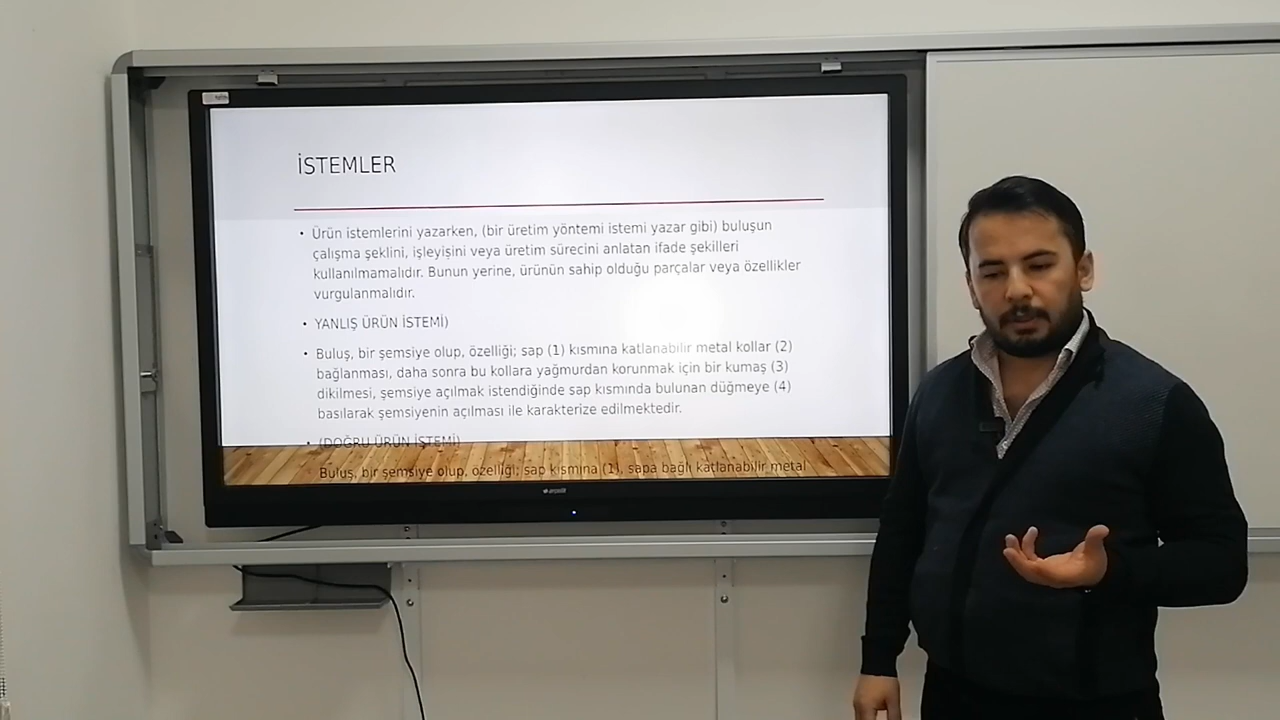 İSTEMLER
• Ürün istemlerini yazarken, (bir üretim yöntemi istemi yazar gibi) buluşun
çalışma şeklini, işleyişini veya üretim sürecini anlatan ifade şekilleri
kullanılmamalıdır. Bunun yerine, ürünün sahip olduğu parçalar veya özellikler
vurgulanmalıdır.
• YANLIŞ ÜRÜN İSTEMİ)
• Buluş, bir şemsiye olup, özelliği; sap (1) kısmına katlanabilir metal kollar (2)
bağlanması, daha sonra bu kollara yağmurdan korunmak için bir kumaş (3)
dikilmesi, şemsiye açılmak istendiğinde sap kısmında bulunan düğmeye (4)
basılarak şemsiyenin açılması ile karakterize edilmektedir.
• (DOĞRU ÜRÜN İSTEMİ)
Buluş, bir şemsiye olup, özelliği; sap kısmına (1), sapa bağlı katlanabilir metal
arçelik